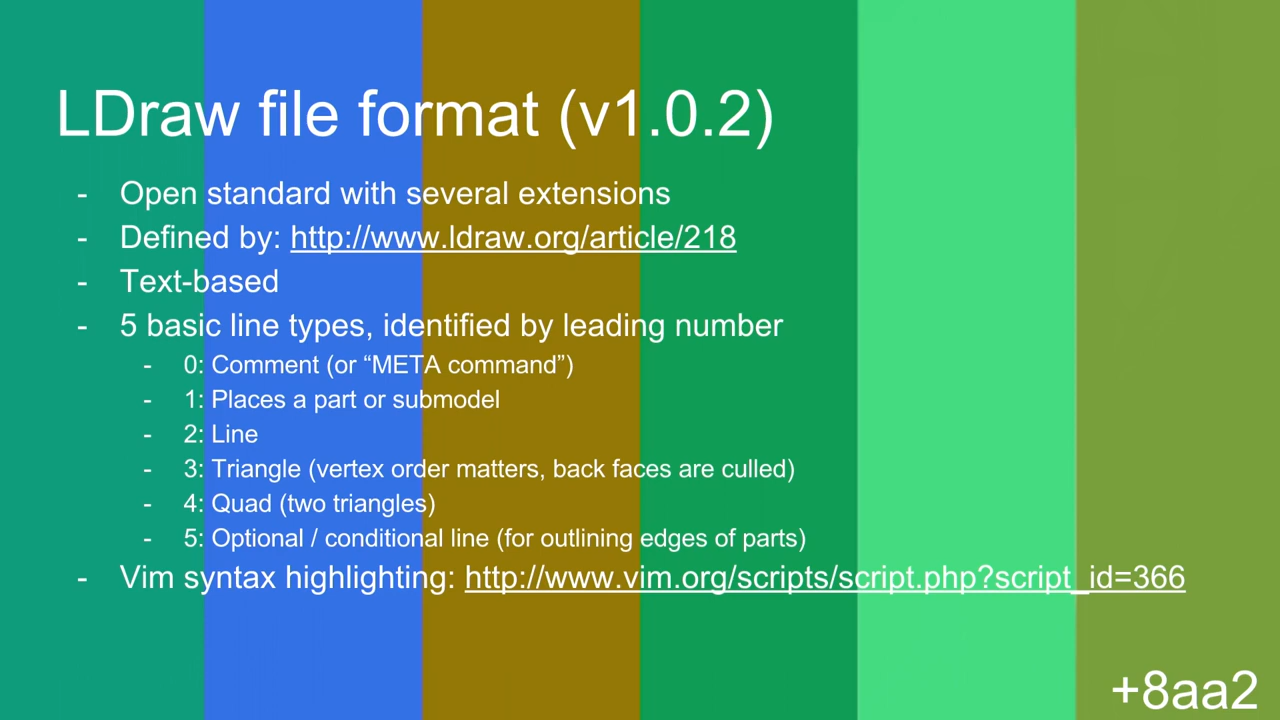 LDraw file format (v1.0.2)
- Open standard with several extensions
- Defined by: http://www.ldraw.org/article/218
- Text-based
- 5 basic line types, identified by leading number
- 0: Comment (or “META command”)
- 1: Places a part or submodel
- 2: Line
- 3: Triangle (vertex order matters, back faces are culled)
- 4: Quad (two triangles)
- 5: Optional / conditional line (for outlining edges of parts)
- Vim syntax highlighting: http://www.vim.org/scripts/script.php?script_id=366
+8aa2